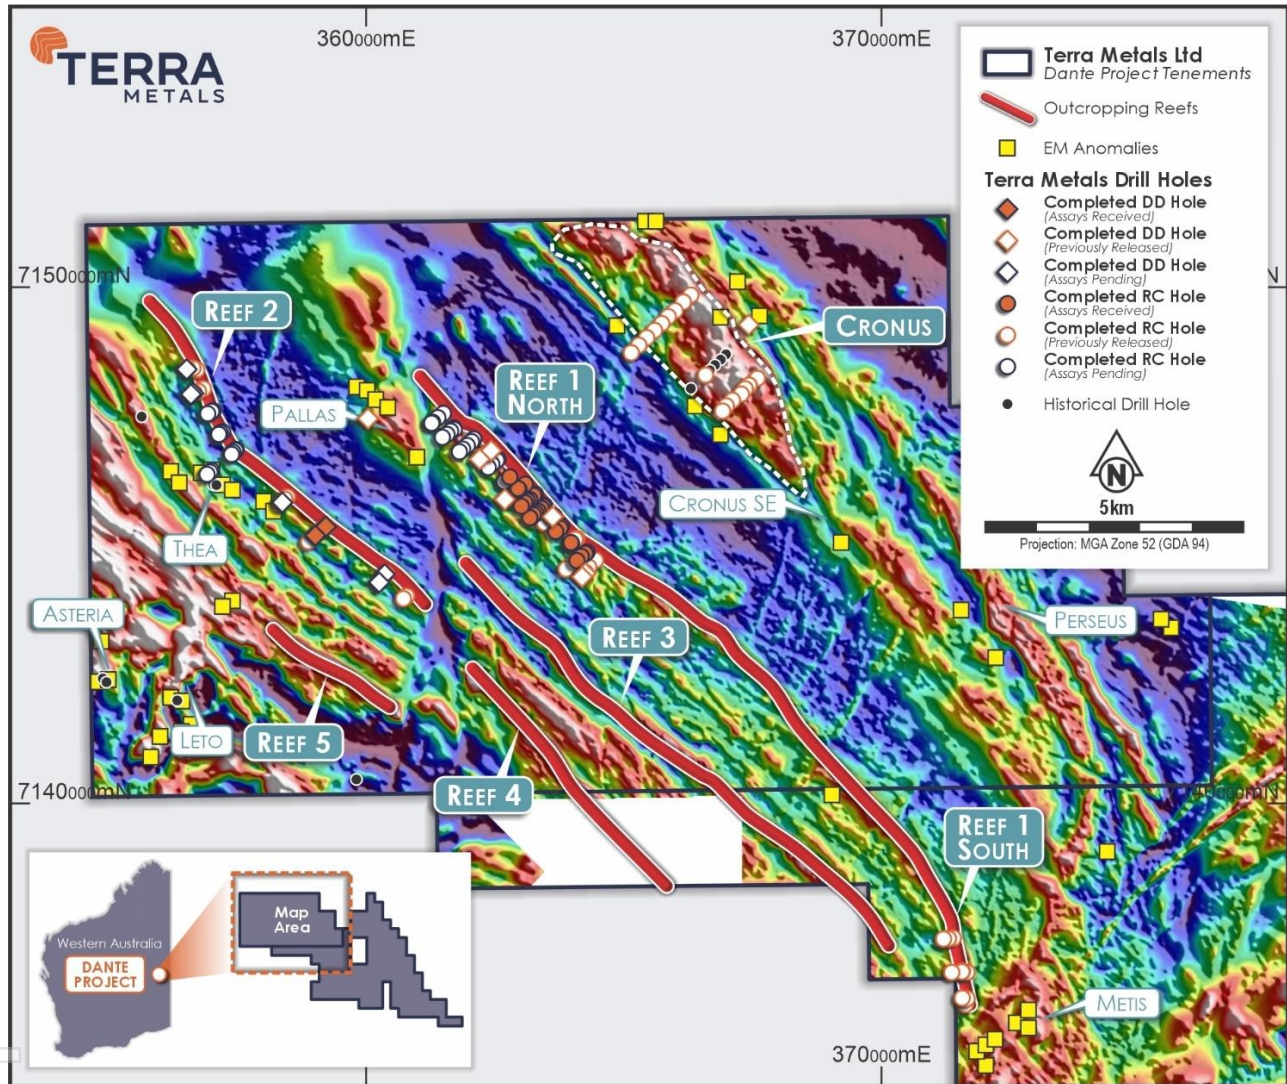 TERRA
METALS
360000mE
370000mE
Terra Metals Ltd
Dante Project Tenements
Outcropping Reefs
EM Anomalies
Terra Metals Drill Holes
Completed DD Hole
(Assays Received)
Completed DD Hole
(Previously Released)
Completed DD Hole
(Assays Pending)
Completed RC Hole
(Assays Received)
Completed RC Hole
(Previously Released)
Completed RC Hole
(Assays Pending)
Historical Drill Hole
N
5km
Projection: MGA Zone 52 (GDA 94)
7150000mN
N
REEF 2
CRONUS
REEF 1
NORTH
PALLAS
CRONUS SE
THEA
ASTERIA
REEF 3
PERSEUS
LETO
REEF 5
REEF 4
7140000mN
40000mN
REEF 1
SOUTH
METIS
Western Australia
DANTE
PROJECT
Map
Area
370000mE